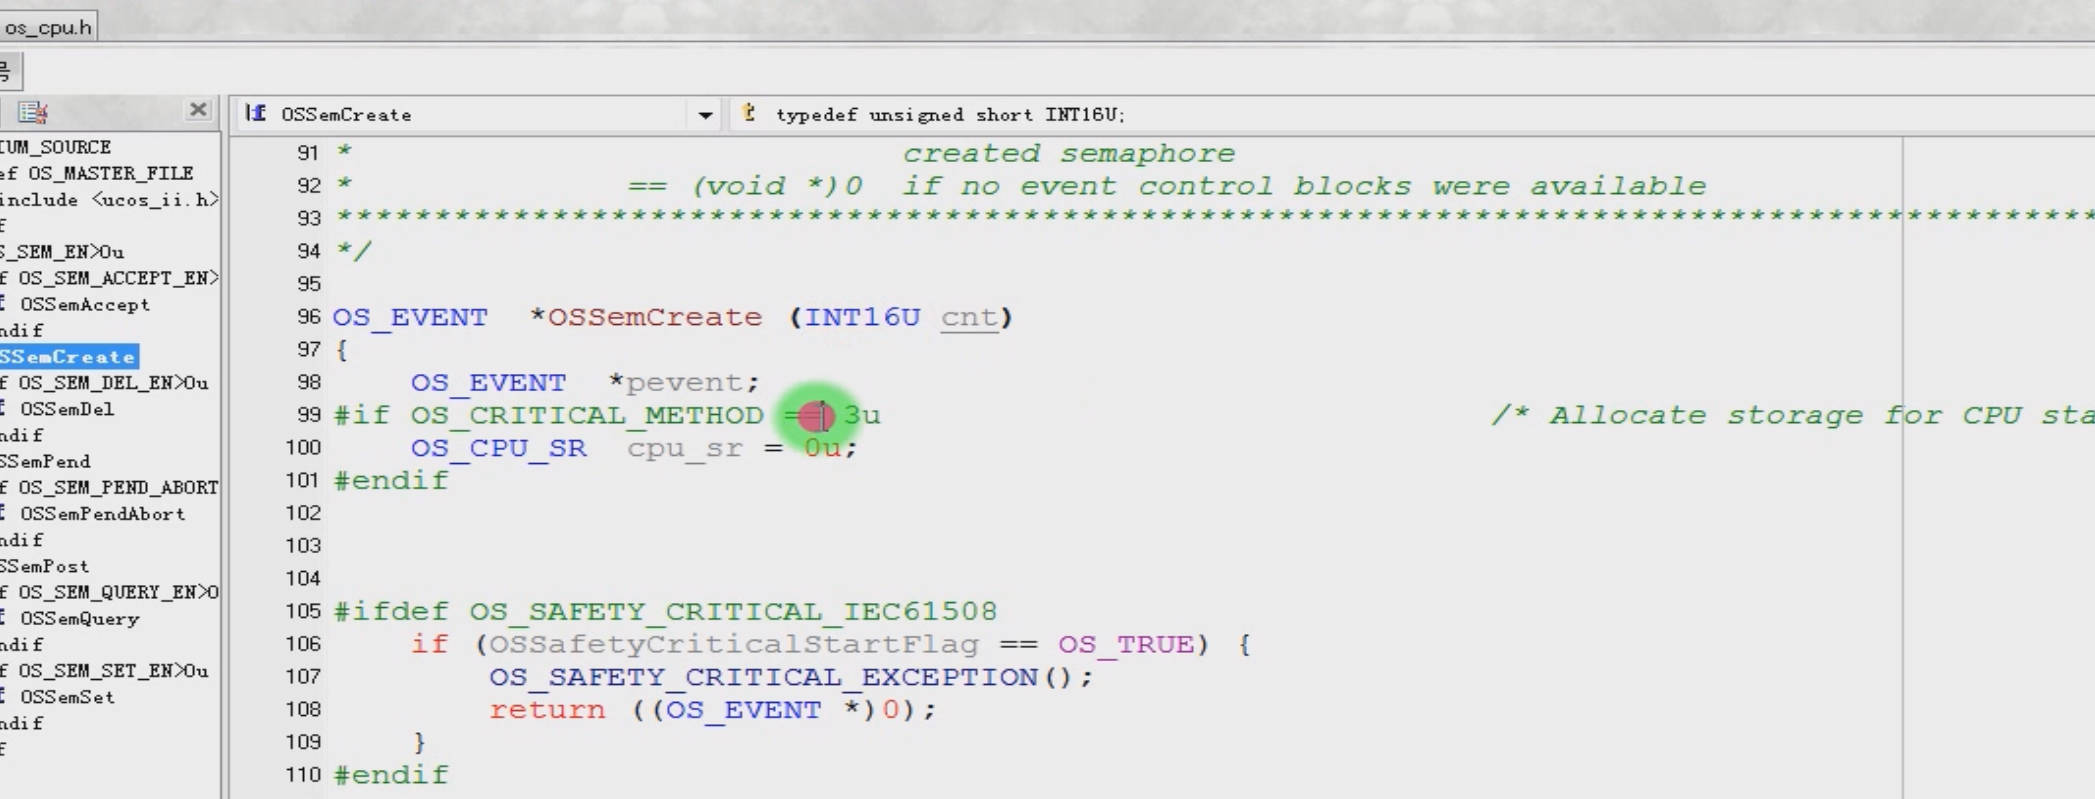 os_cpu.h
号
OSSemCreate
typedef unsigned short INT16U;
IUM_SOURCE
ef OS_MASTER_FILE
include <ucos_ii.h>
f
S_SEM_EN>0u
f OS_SEM_ACCEPT_EN>
OSSemAccept
ndif
SSemCreate
f OS_SEM_DEL_EN>0u
OSSemDel
ndif
SSemPend
f OS_SEM_PEND_ABORT
OSSemPendAbort
ndif
SSemPost
f OS_SEM_QUERY_EN>0
OSSemQuery
ndif
f OS_SEM_SET_EN>0u
OSSemSet
ndif
f
91 * created semaphore
92 * == (void *)0 if no event control blocks were available
93 ******************************************************************************************
94 */
95
96 OS_EVENT *OSSemCreate (INT16U cnt)
97 {
98 OS_EVENT *pevent;
99 #if OS_CRITICAL_METHOD == 3u /* Allocate storage for CPU sta
100 OS_CPU_SR cpu_sr = 0u;
101 #endif
102
103
104
105 #ifdef OS_SAFETY_CRITICAL_IEC61508
106 if (OSSafetyCriticalStartFlag == OS_TRUE) {
107 OS_SAFETY_CRITICAL_EXCEPTION();
108 return ((OS_EVENT *)0);
109 }
110 #endif